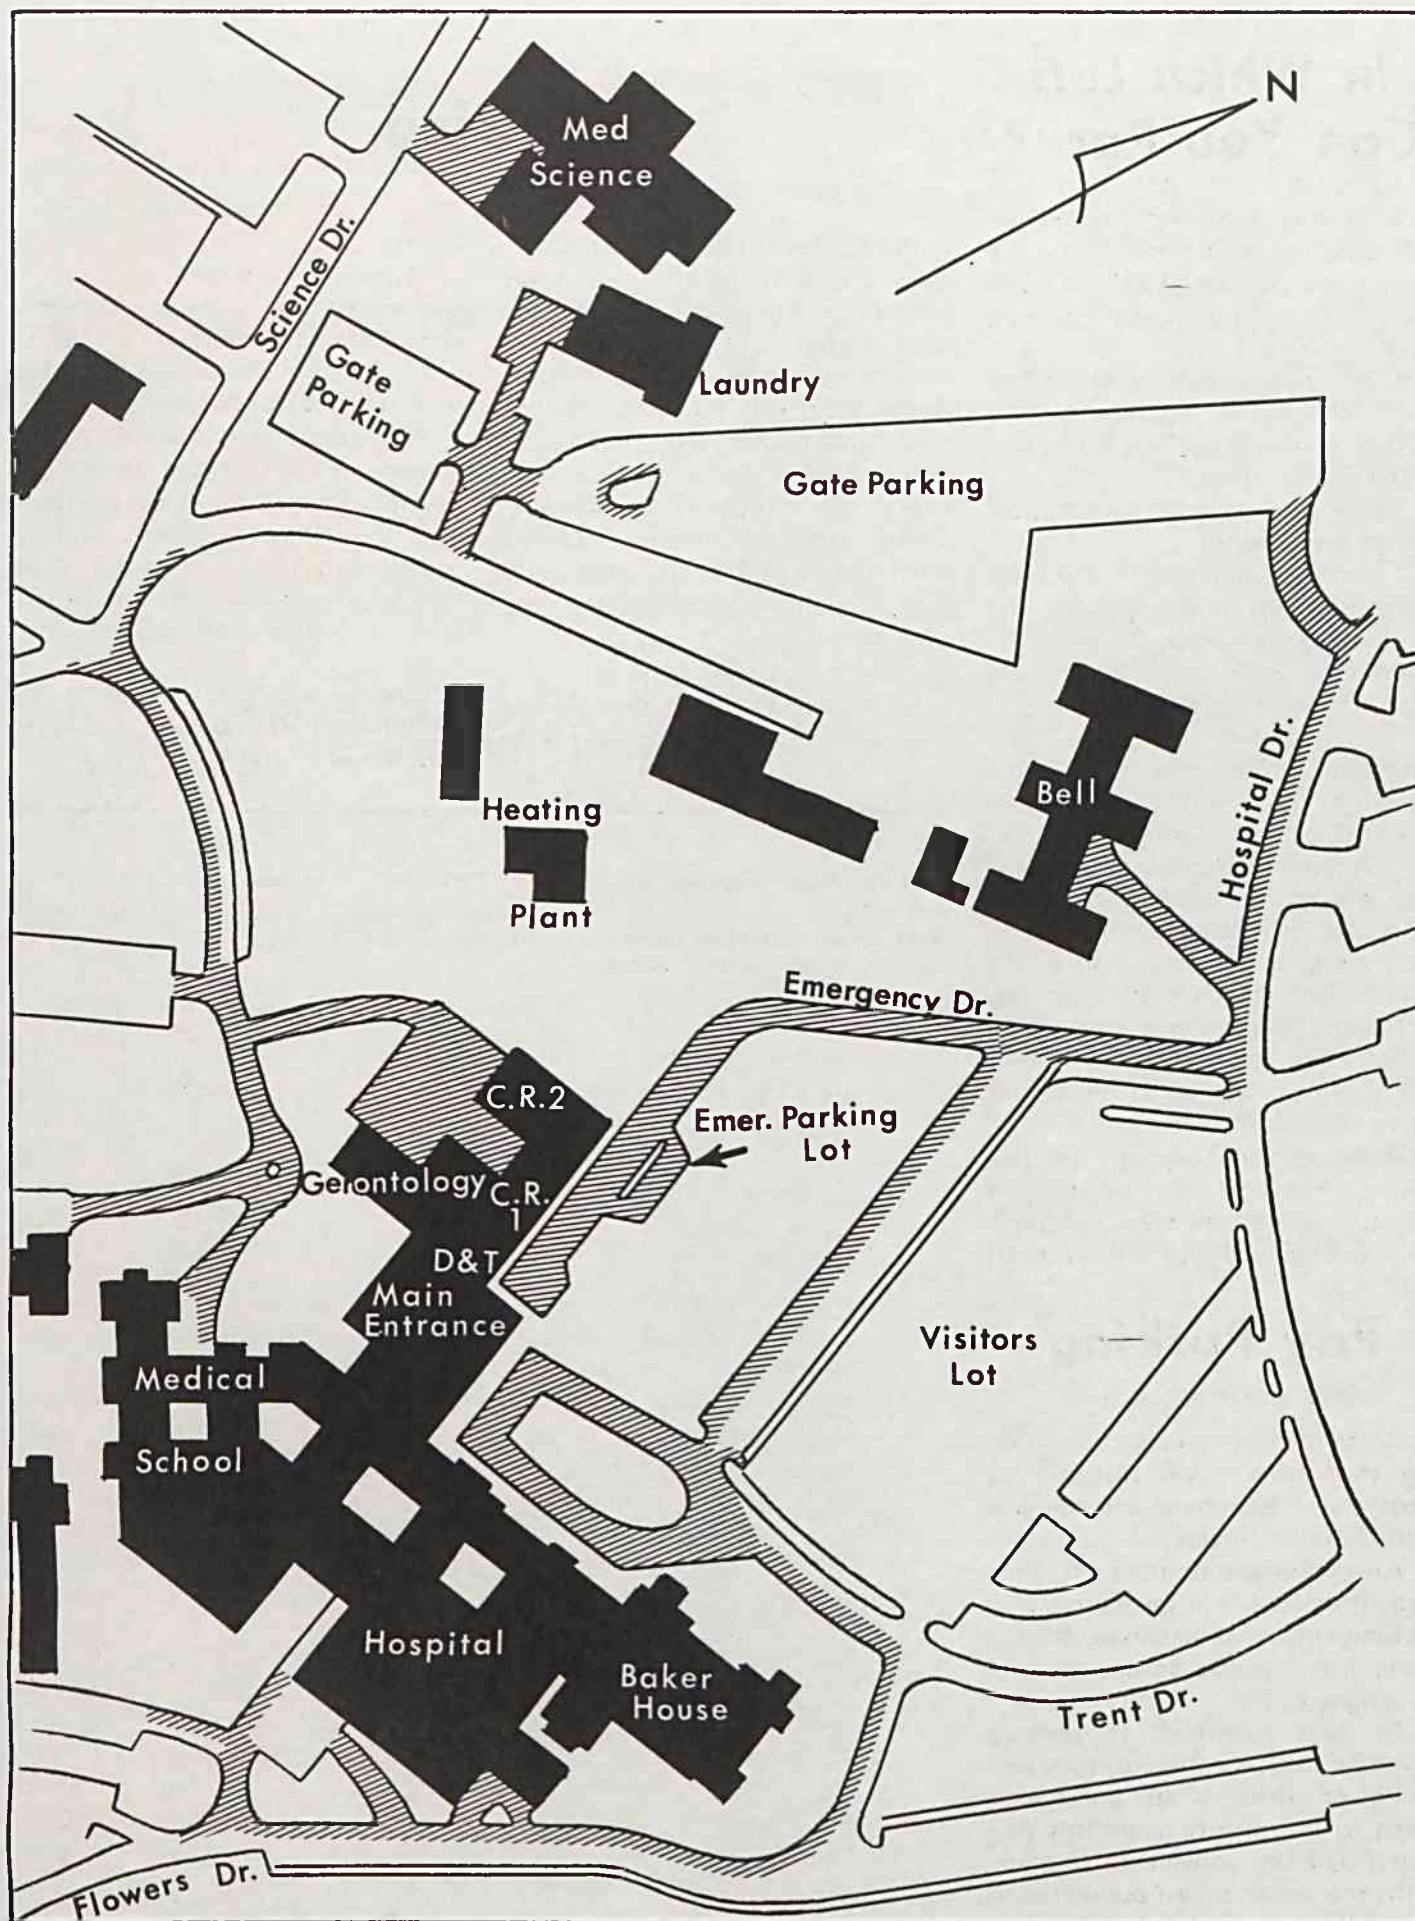 N
Med
Science
Science Dr.
Gate
Parking
Laundry
Gate Parking
Hospital Dr.
Bell
Heating
Plant
Emergency Dr.
C.R.2
Emer. Parking
Lot
Gerontology
C.R.
1
D&T
Main
Entrance
Visitors
Lot
Medical
School
Hospital
Baker
House
Trent Dr.
Flowers Dr.